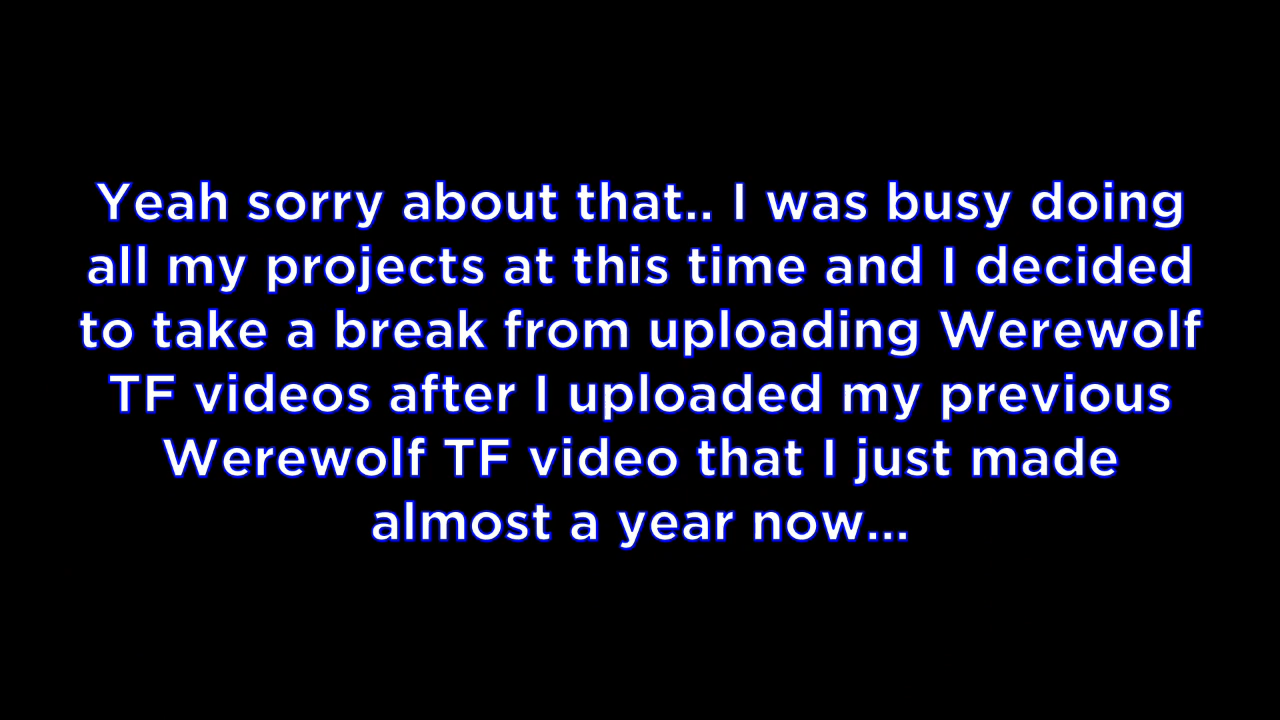 Yeah sorry about that.. I was busy doing
all my projects at this time and I decided
to take a break from uploading Werewolf
TF videos after I uploaded my previous
Werewolf TF video that I just made
almost a year now...